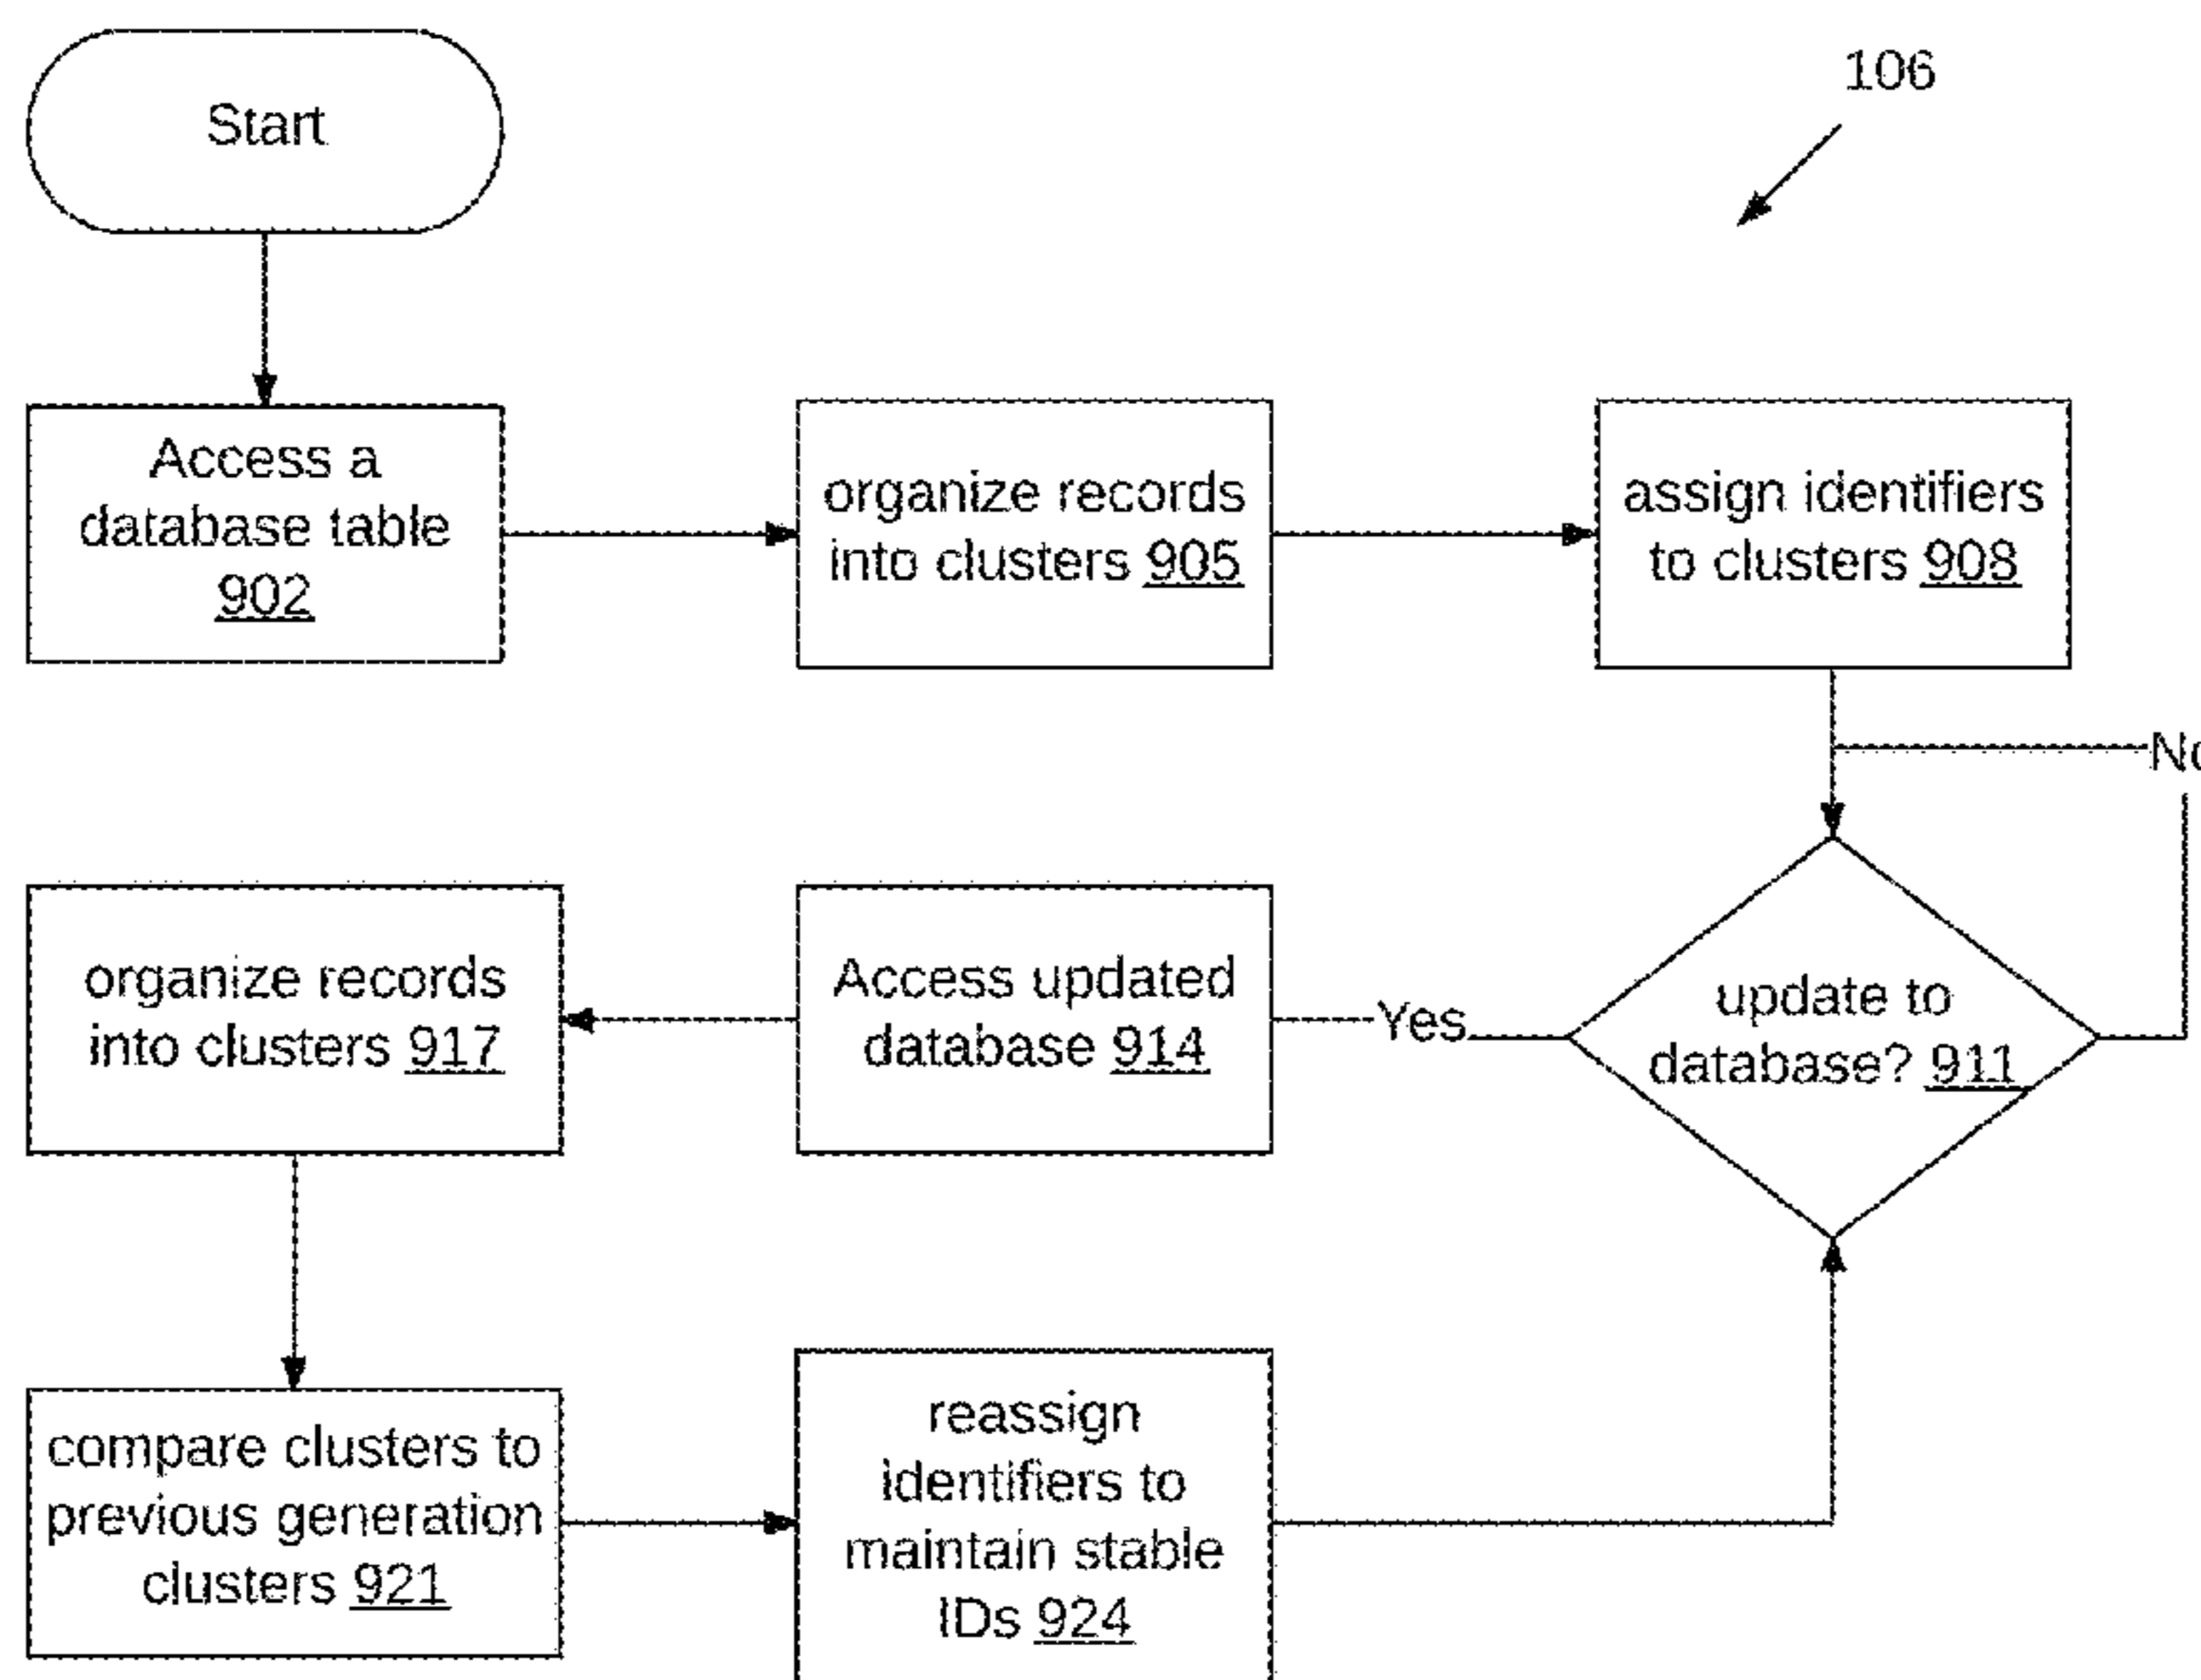 Start
106
Access a
database table
902
organize records
into clusters 905
assign identifiers
to clusters 908
No
update to
database? 911
Yes
Access updated
database 914
organize records
into clusters 917
compare clusters to
previous generation
clusters 921
reassign
identifiers to
maintain stable
IDs 924